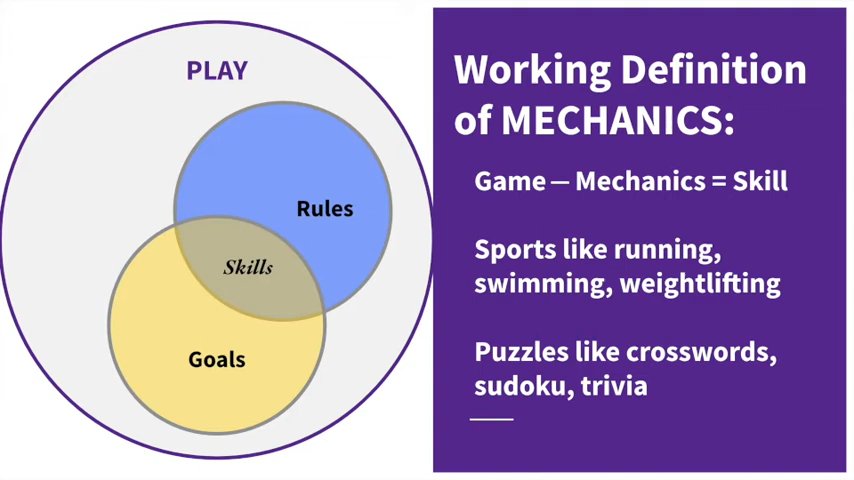 PLAY
Rules
Skills
Goals
Working Definition
of MECHANICS:
Game — Mechanics = Skill
Sports like running,
swimming, weightlifting
Puzzles like crosswords,
sudoku, trivia